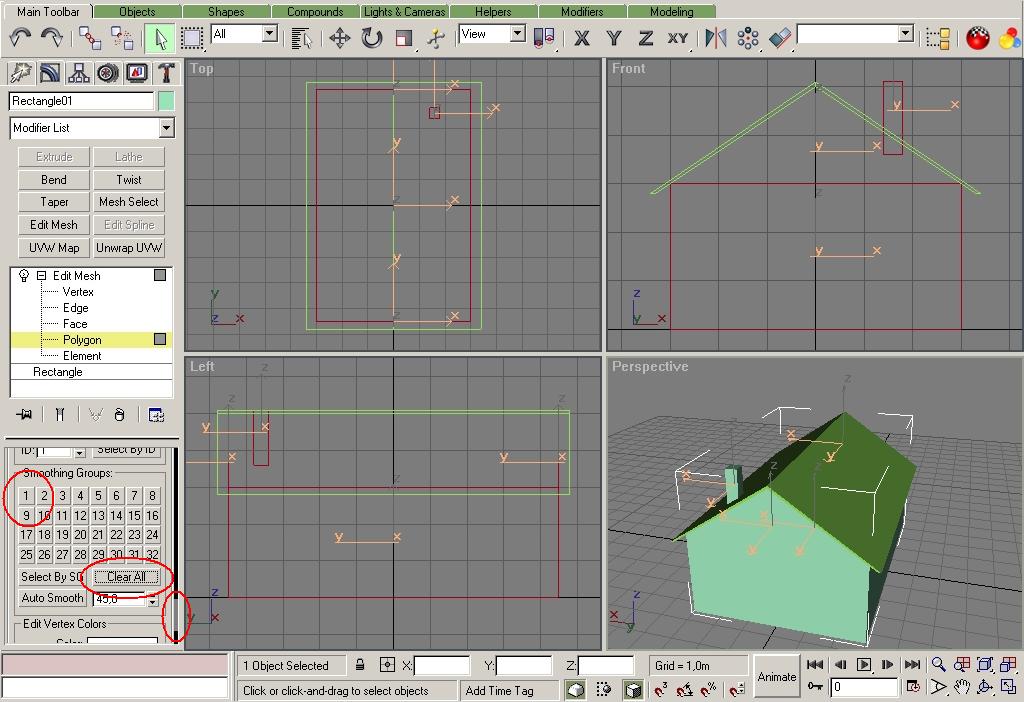 Main Toolbar Objects Shapes Compounds Lights & Cameras Helpers Modifiers Modeling
All View X Y Z XY
Rectangle01
Modifier List
Extrude Lathe
Bend Twist
Taper Mesh Select
Edit Mesh Edit Spline
UVW Map Unwrap UVW
Edit Mesh
Vertex
Edge
Face
Polygon
Element
Rectangle
ID: 1 Select By ID
Smoothing Groups:
1 2 3 4 5 6 7 8
9 10 11 12 13 14 15 16
17 18 19 20 21 22 23 24
25 26 27 28 29 30 31 32
Select By SG Clear All
Auto Smooth 45,0
Edit Vertex Colors
Top
z x
x
y
z x
y
z x
y
z x
Front
y x
y x
z
y x
z
y x
Left
z
z z
y x
x y x
z
y x
z
y x
Perspective
z
x
y
z
z
x
y
x x
y y
z
x
y
1 Object Selected X: Y: Z: Grid = 1,0m Animate
Click or click-and-drag to select objects Add Time Tag 0